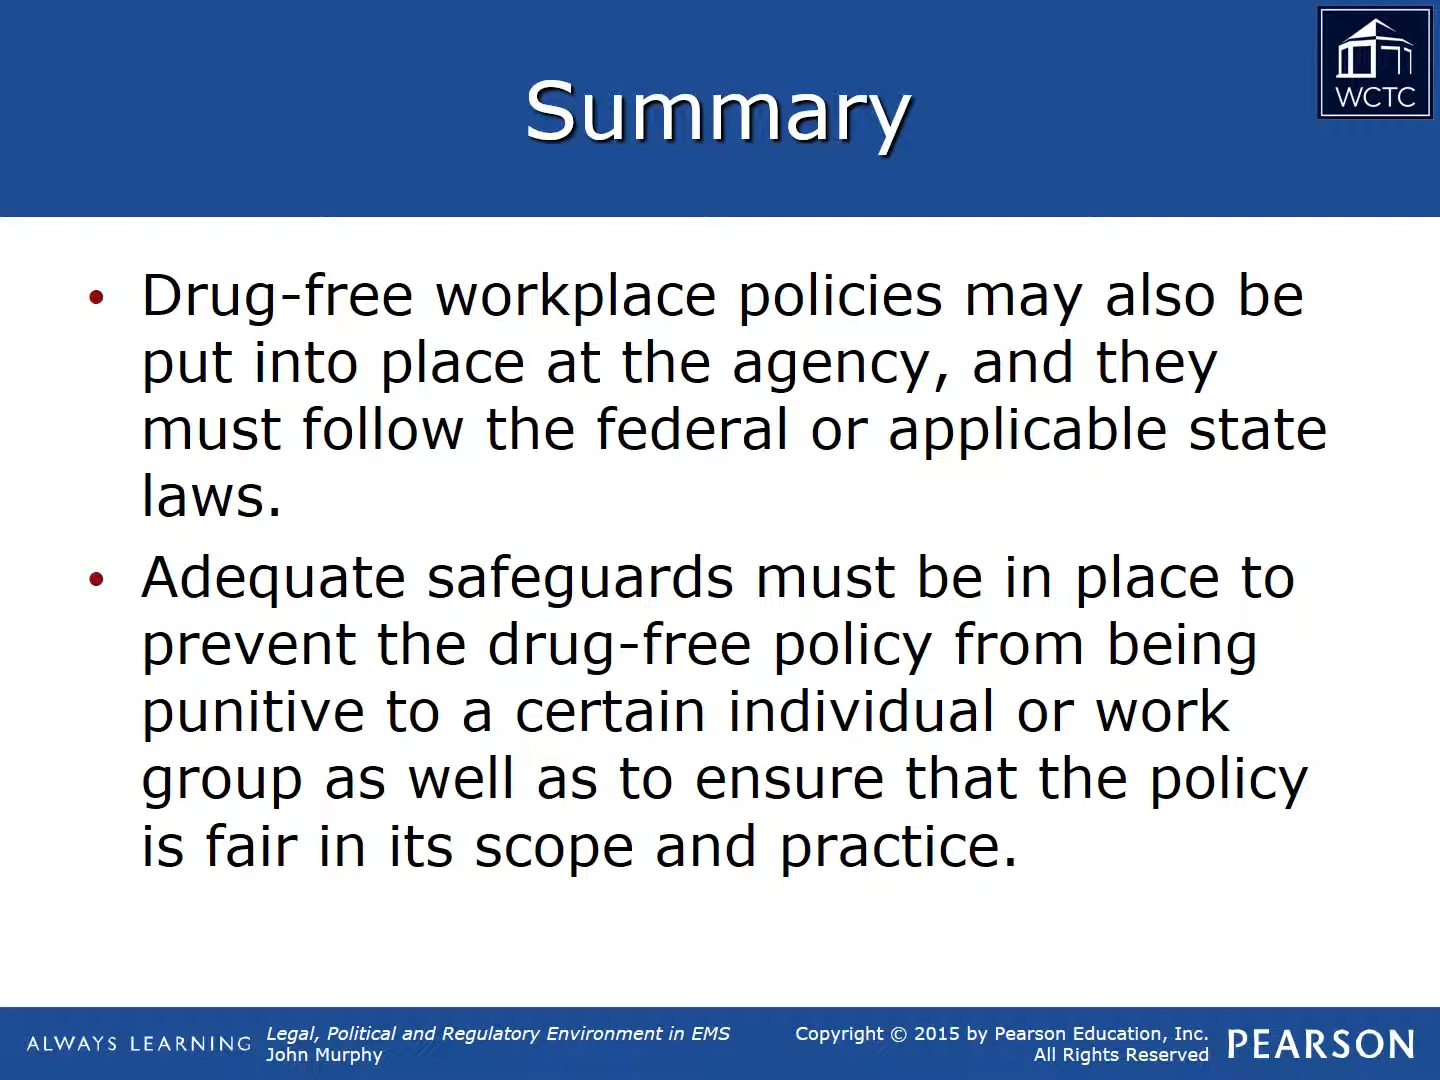 WCTC
Summary
• Drug-free workplace policies may also be
put into place at the agency, and they
must follow the federal or applicable state
laws.
• Adequate safeguards must be in place to
prevent the drug-free policy from being
punitive to a certain individual or work
group as well as to ensure that the policy
is fair in its scope and practice.
ALWAYS LEARNING
Legal, Political and Regulatory Environment in EMS
John Murphy
Copyright © 2015 by Pearson Education, Inc.
All Rights Reserved
PEARSON